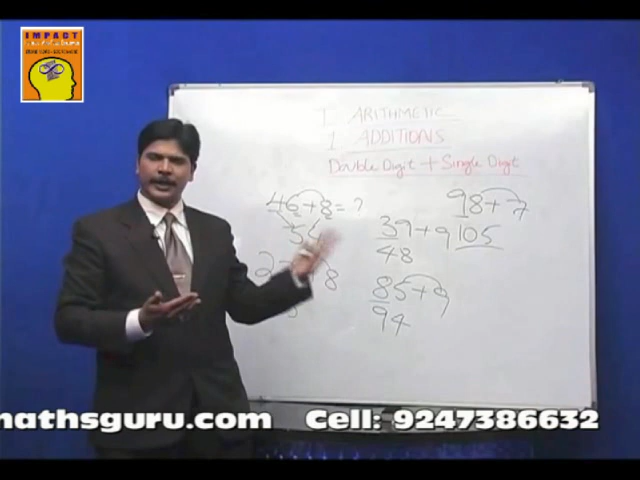 IMPACT
I ARITHMETIC
1 ADDITIONS
Double Digit + Single Digit
46+8=?
54
98+7
105
39+9
48
85+9
94
mathsguru.com Cell: 9247386632